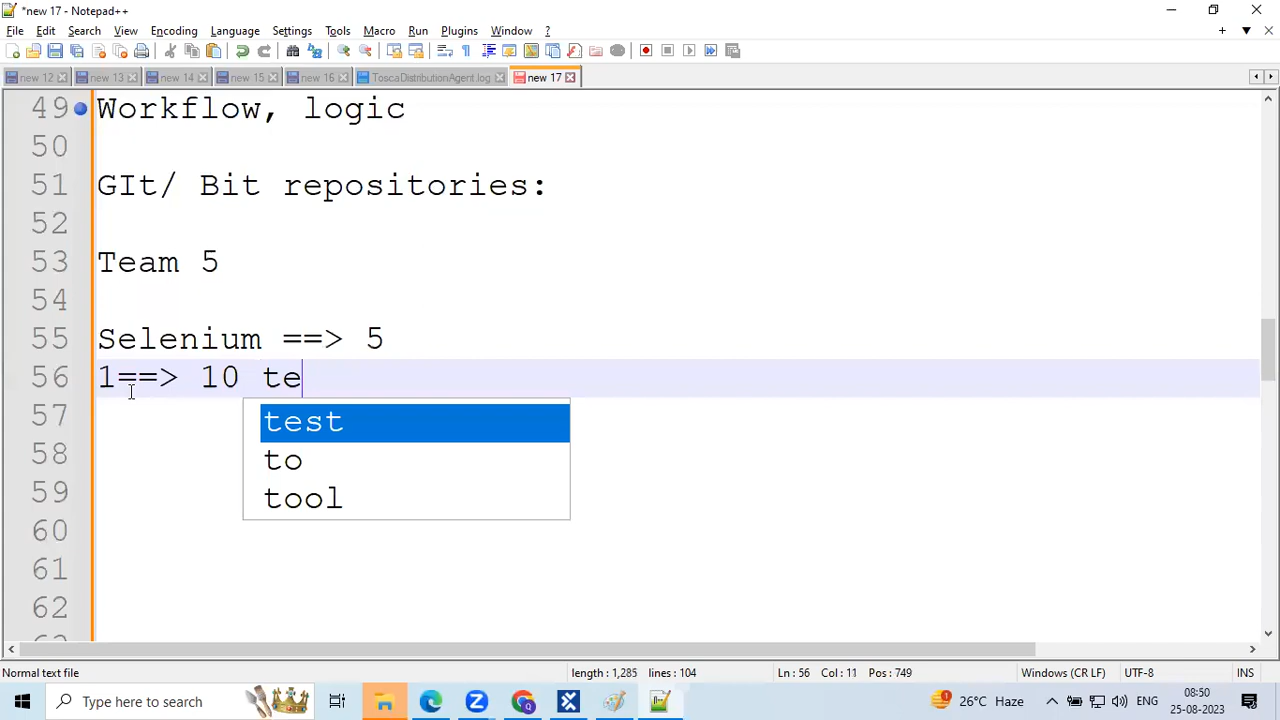 *new 17 - Notepad++
File Edit Search View Encoding Language Settings Tools Macro Run Plugins Window ?
new 12 new 13 new 14 new 15 new 16 ToscaDistributionAgent.log new 17
49 Workflow, logic
50
51 GIt/ Bit repositories:
52
53 Team 5
54
55 Selenium ==> 5
56 1==> 10 te
57 test
58 to
59 tool
60
61
62
Normal text file length : 1,285 lines : 104 Ln : 56 Col : 11 Pos : 749 Windows (CR LF) UTF-8 INS
Type here to search 26°C Haze ENG 08:50
25-08-2023